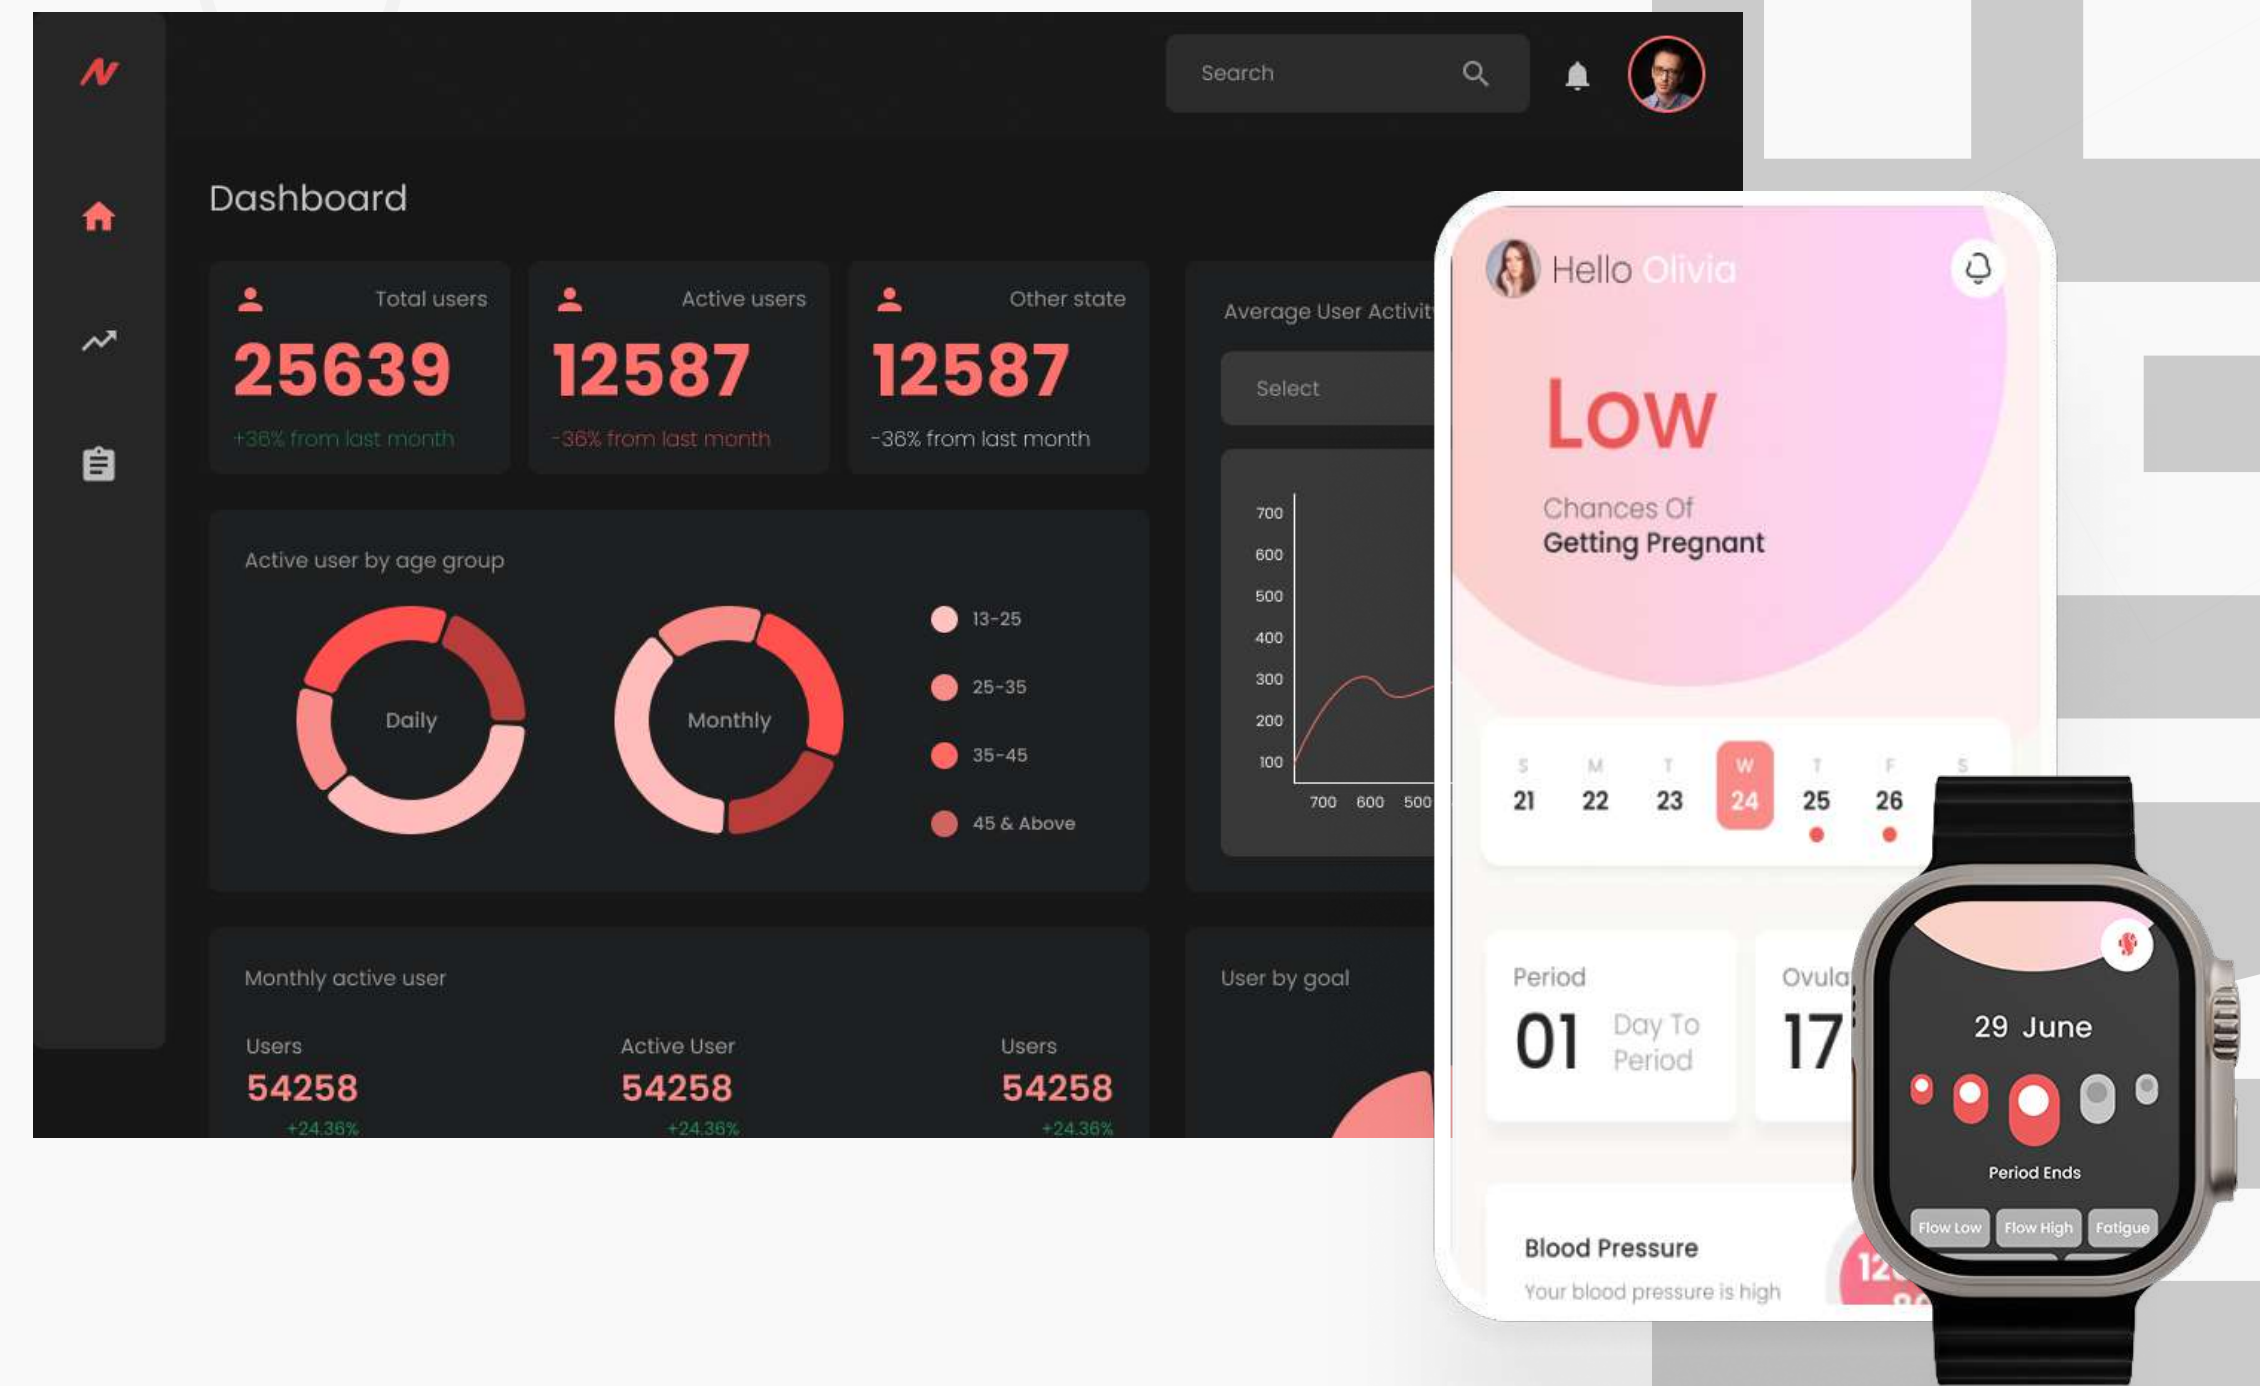 Search
Dashboard
Total users
25639
+36% from last month
Active users
12587
-36% from last month
Other state
12587
-36% from last month
Average User Activit
Select
700
600
500
400
300
200
100
700 600 500
Active user by age group
Daily
Monthly
13-25
25-35
35-45
45 & Above
Monthly active user
Users
54258
+24.36%
Active User
54258
+24.36%
Users
54258
+24.36%
User by goal
Hello Olivia
Low
Chances Of
Getting Pregnant
S M T W T F S
21 22 23 24 25 26
Period
01
Day To
Period
Ovula
17
Blood Pressure
Your blood pressure is high
12
80
29 June
Period Ends
Flow Low Flow High Fatigue